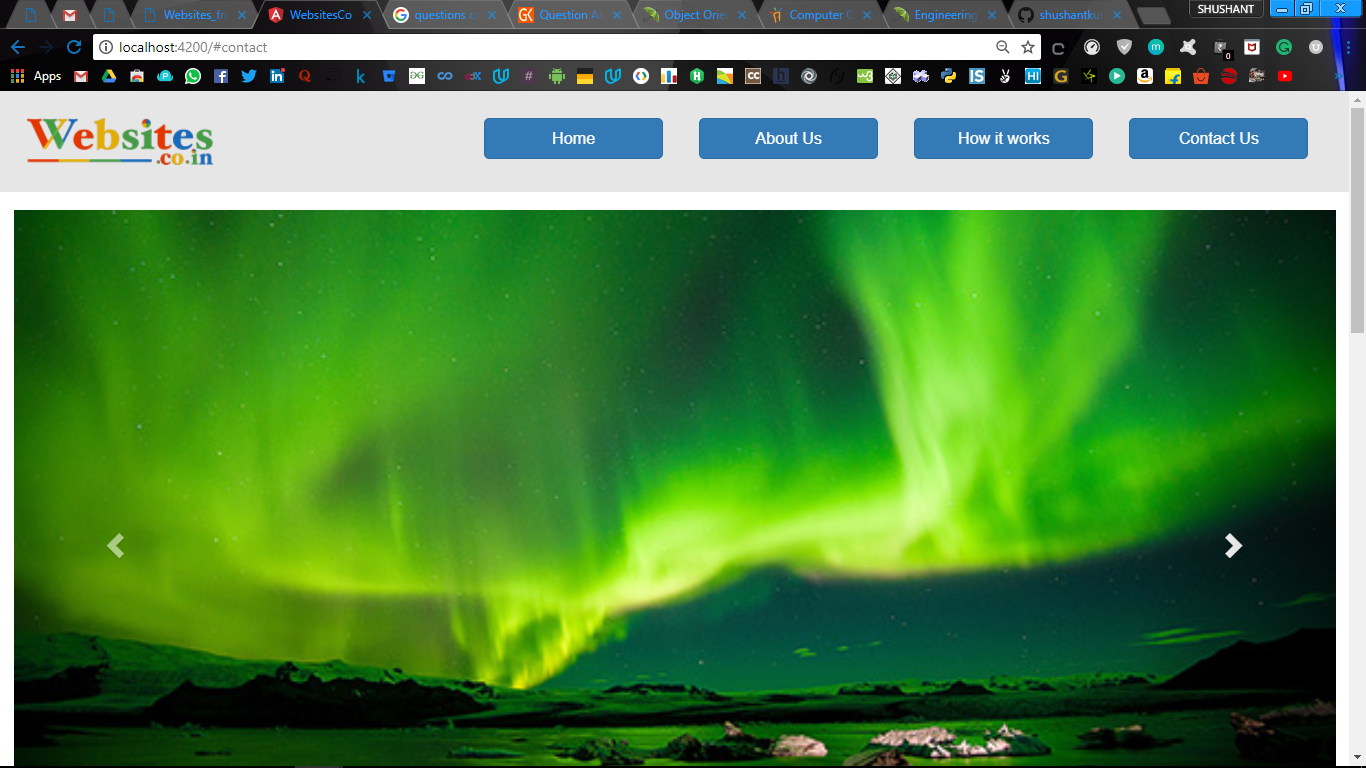 Websites_fr
WebsitesCo
questions o
Question A
Object Orie
Computer G
Engineering
shushantku
SHUSHANT
localhost:4200/#contact
Apps
Websites
.co.in
Home
About Us
How it works
Contact Us